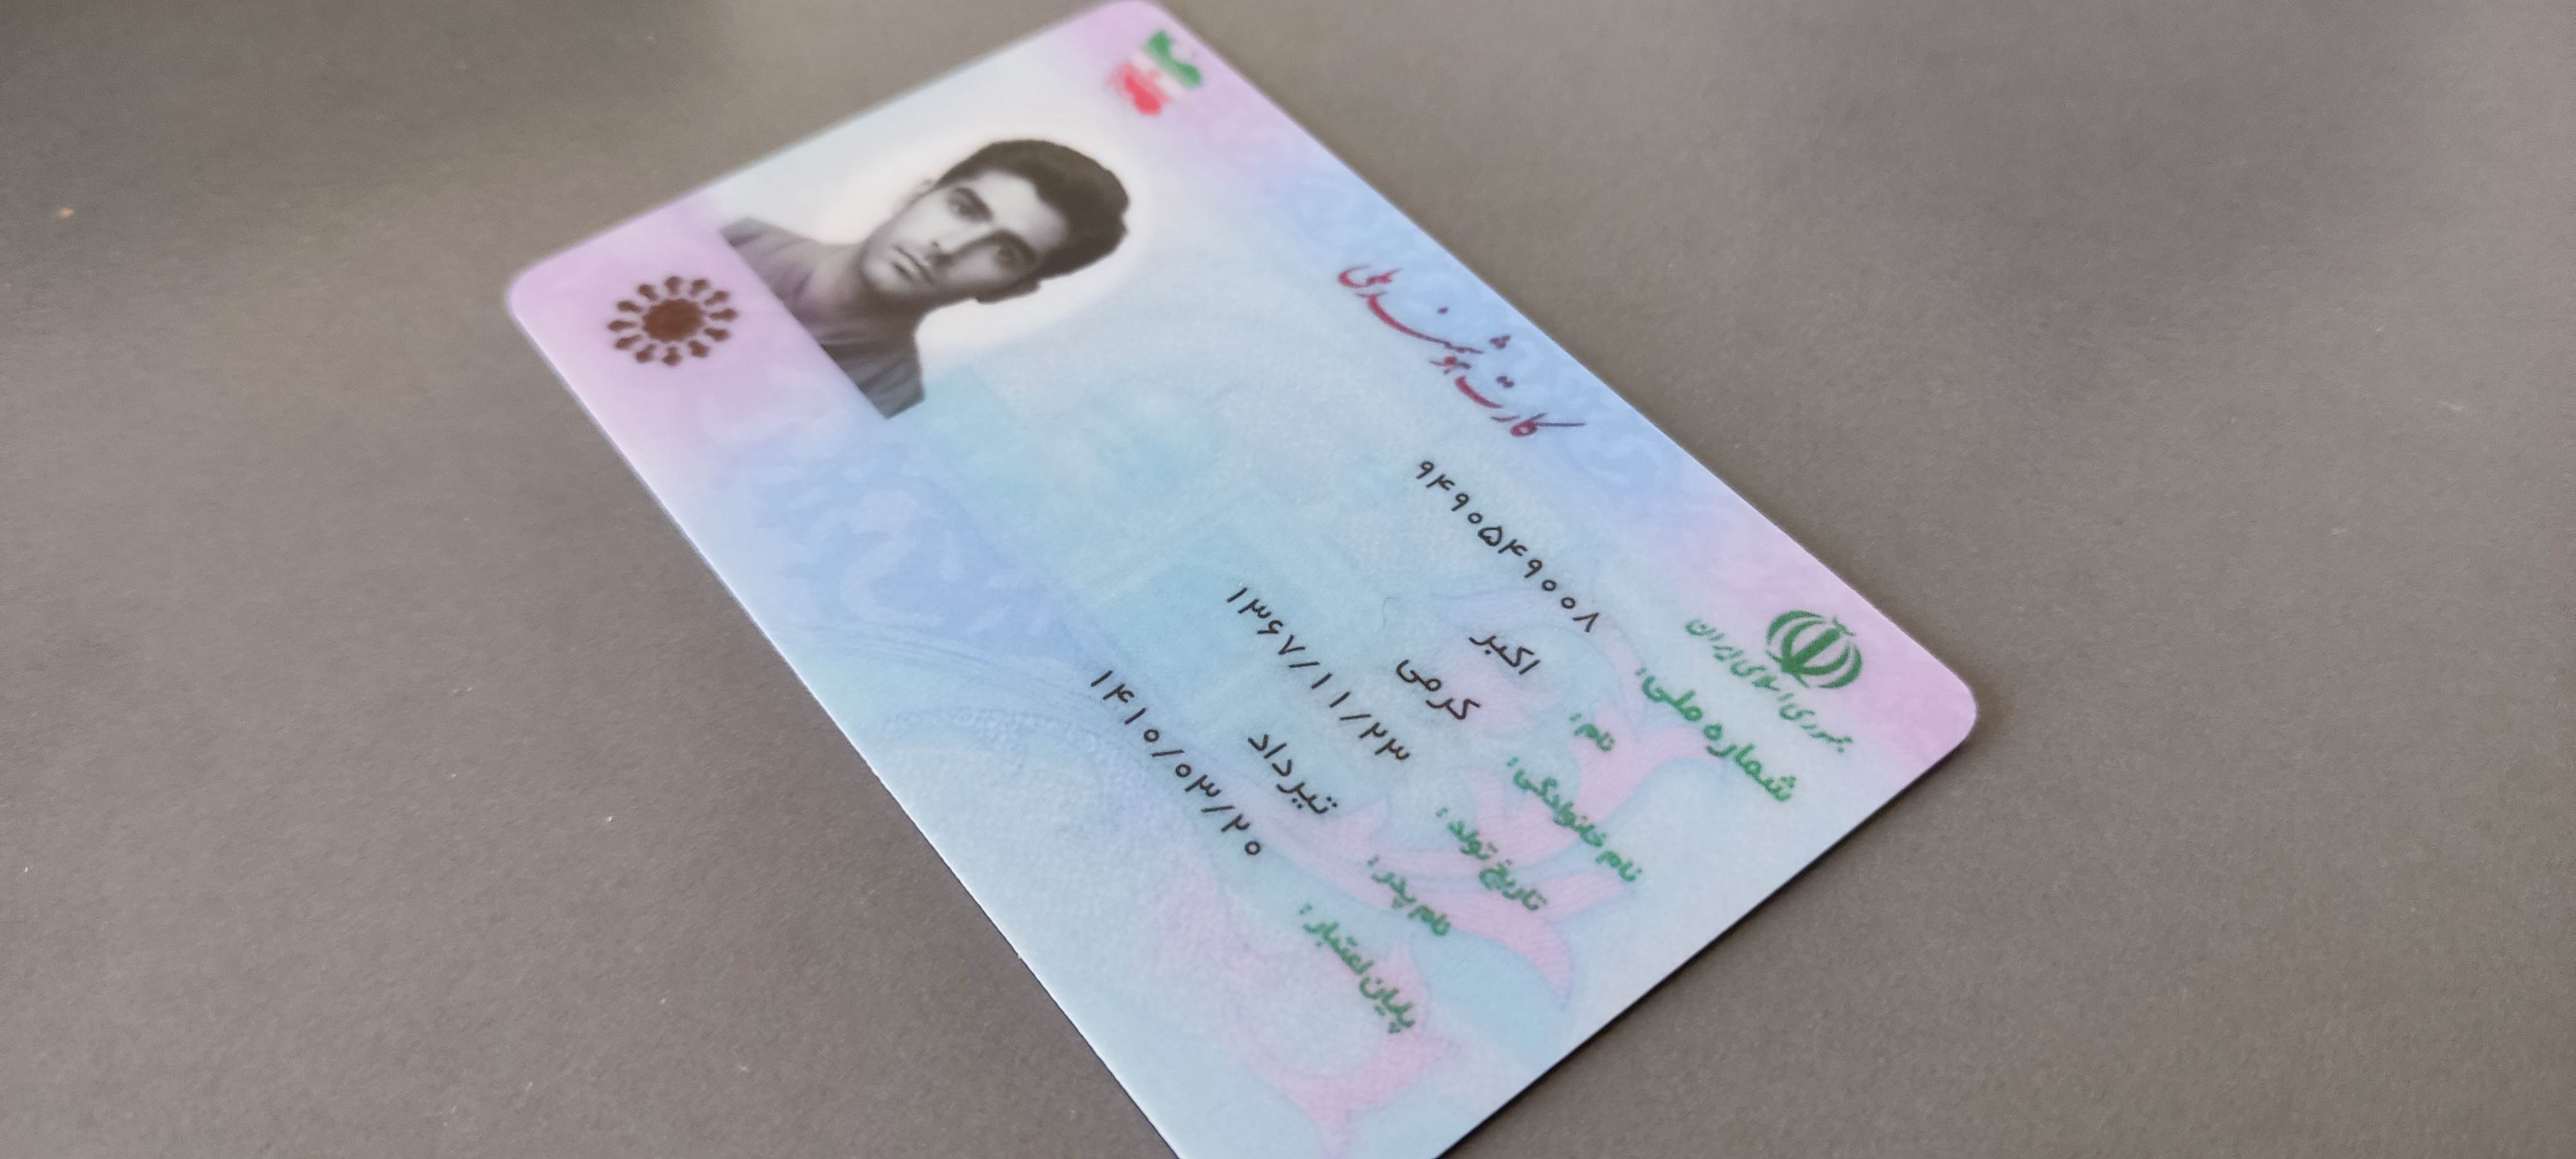 کارت هوشمند ملی
جمهوری اسلامی ایران
شماره ملی: ۹۴۹۰۵۴۹۰۰۸
نام: اکبر
نام خانوادگی: کرمی
تاریخ تولد: ۱۳۶۷/۱۱/۲۳
نام پدر: تیرداد
پایان اعتبار: ۱۴۱۰/۰۳/۲۰